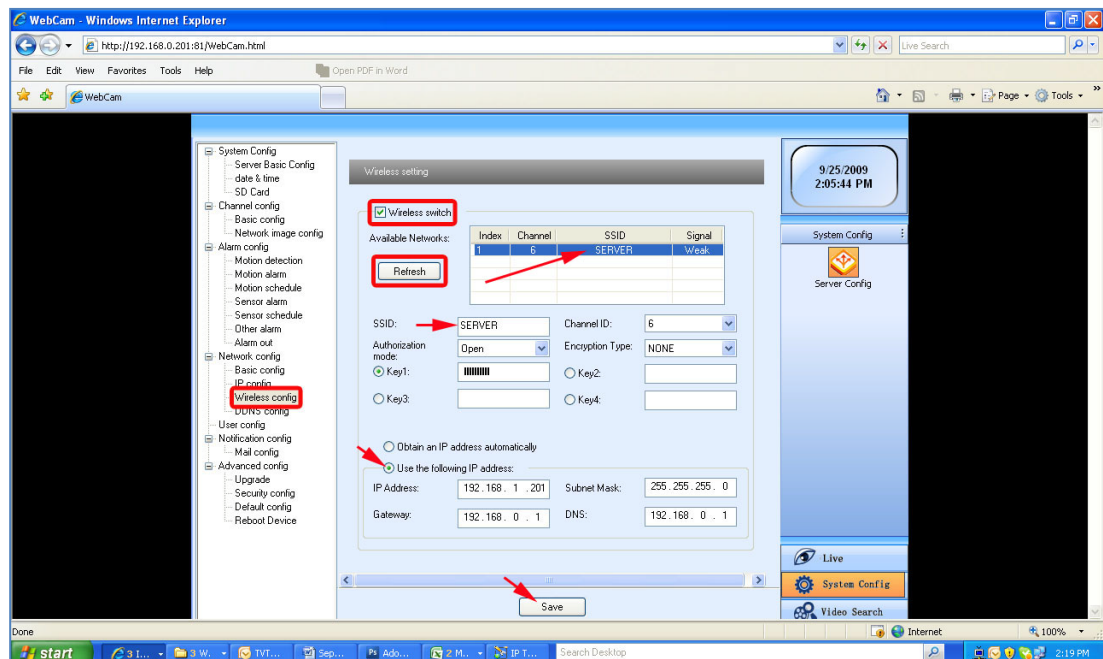 WebCam - Windows Internet Explorer
http://192.168.0.201:81/WebCam.html
Live Search
File Edit View Favorites Tools Help
Open PDF in Word
WebCam
Page
Tools
System Config
Server Basic Config
date & time
SD Card
Channel config
Basic config
Network image config
Alarm config
Motion detection
Motion alarm
Motion schedule
Sensor alarm
Sensor schedule
Other alarm
Alarm out
Network config
Basic config
IP config
Wireless config
DDNS config
User config
Notification config
Mail config
Advanced config
Upgrade
Security config
Default config
Reboot Device
Wireless setting
Wireless switch
Available Networks:
Refresh
Index Channel SSID Signal
1 6 SERVER Weak
SSID: SERVER Channel ID: 6
Authorization mode: Open Encryption Type: NONE
Key1: Key2:
Key3: Key4:
Obtain an IP address automatically
Use the following IP address:
IP Address: 192.168. 1 .201 Subnet Mask: 255.255.255. 0
Gateway: 192.168. 0 . 1 DNS: 192.168. 0 . 1
Save
9/25/2009
2:05:44 PM
System Config
Server Config
Live
System Config
Video Search
Done
Internet
100%
start
3 I...
3 W.
TVT...
Sep...
Ado...
2 M..
IP T...
Search Desktop
2:19 PM